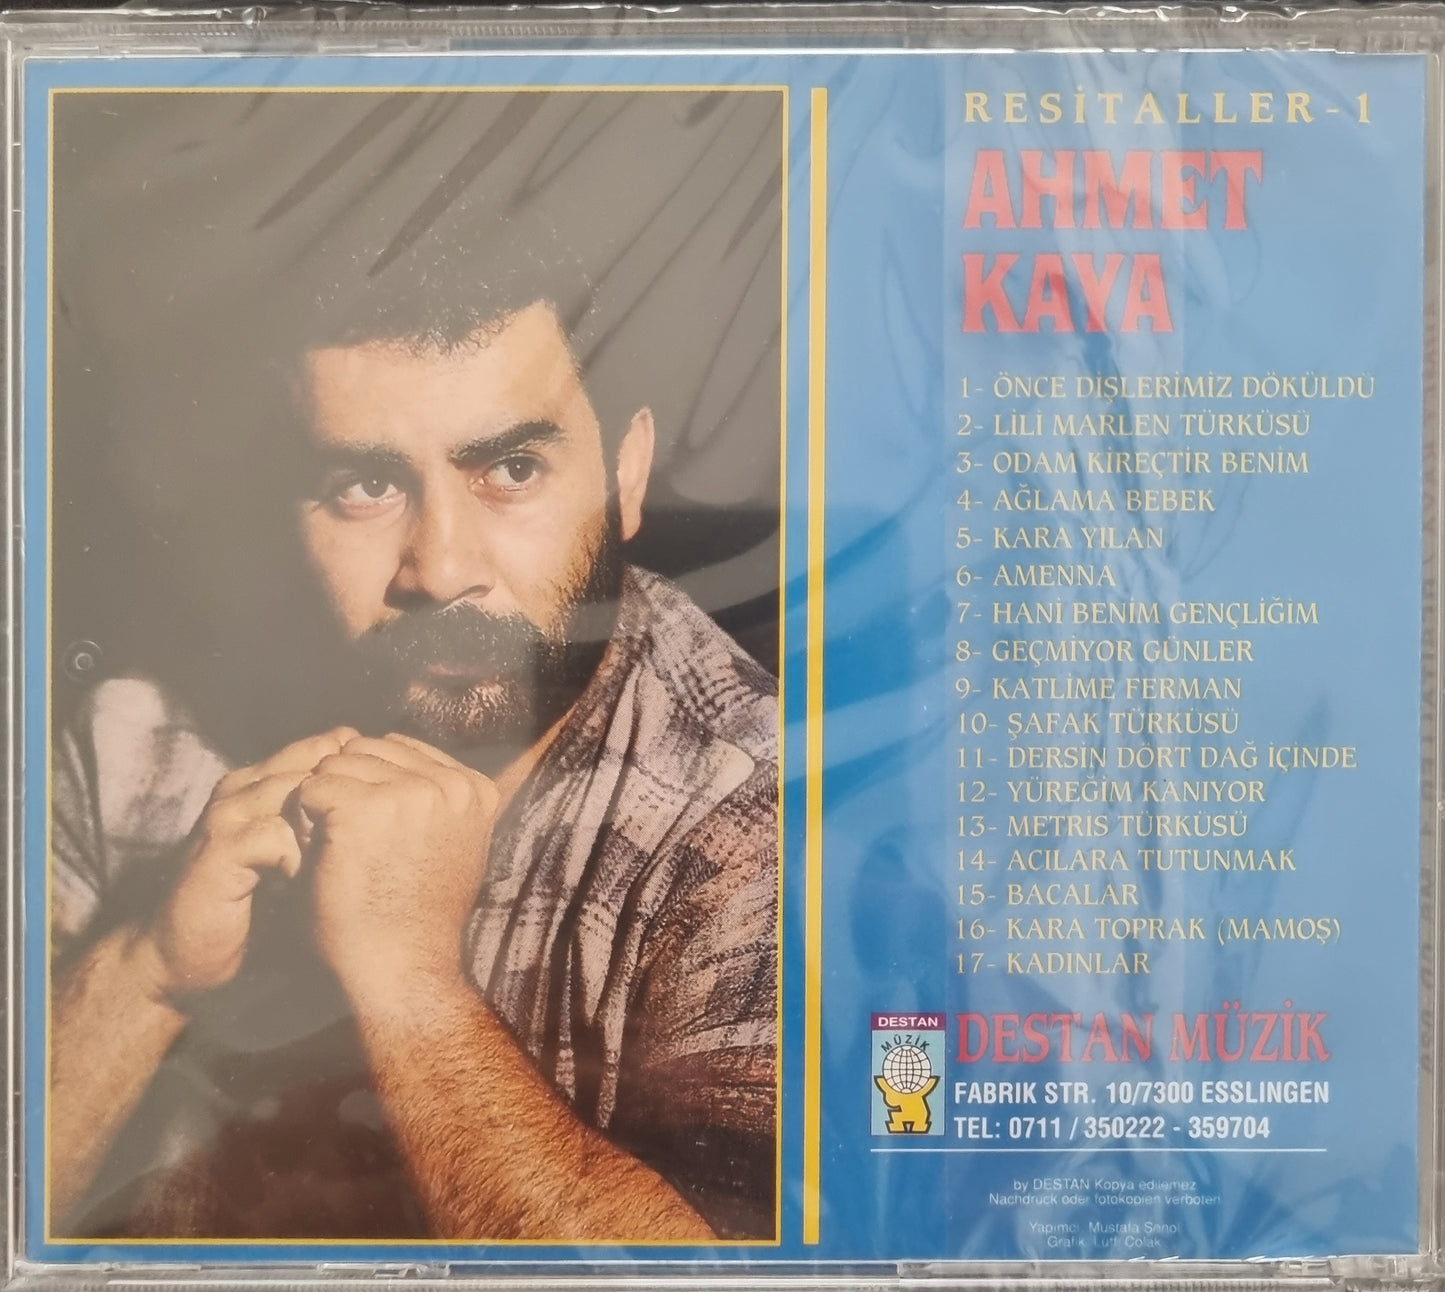 RESİTALLER - 1
AHMET
KAYA
1- ÖNCE DİŞLERİMİZ DÖKÜLDÜ
2- LİLİ MARLEN TÜRKÜSÜ
3- ODAM KİREÇTİR BENİM
4- AĞLAMA BEBEK
5- KARA YILAN
6- AMENNA
7- HANİ BENİM GENÇLİĞİM
8- GEÇMİYOR GÜNLER
9- KATLİME FERMAN
10- ŞAFAK TÜRKÜSÜ
11- DERSİN DÖRT DAĞ İÇİNDE
12- YÜREĞİM KANIYOR
13- METRİS TÜRKÜSÜ
14- ACILARA TUTUNMAK
15- BACALAR
16- KARA TOPRAK (MAMOŞ)
17- KADINLAR
DESTAN
MÜZİK
DESTAN MÜZİK
FABRIK STR. 10/7300 ESSLINGEN
TEL: 0711 / 350222 - 359704
by DESTAN Kopya edilemez
Nachdruck oder fotokopien verboten
Yapımcı. Mustafa Şenol
Grafik. Lütfi Çolak